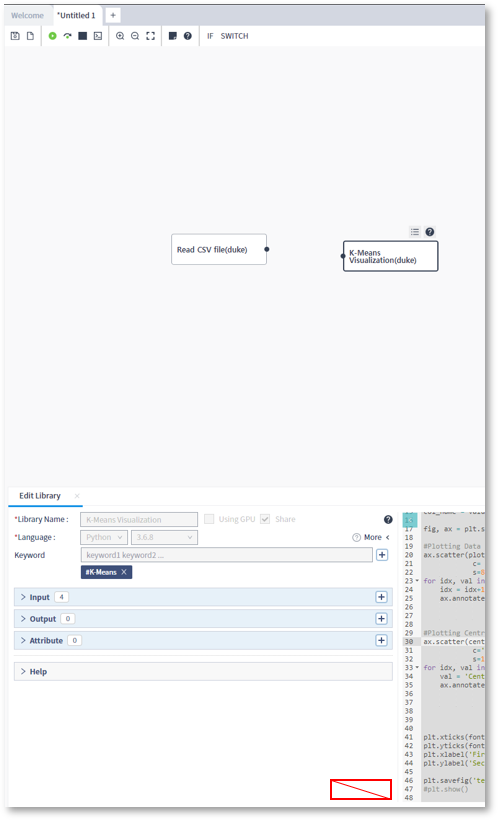 Welcome
*Untitled 1
+
IF SWITCH
Read CSV file(duke)
K-Means
Visualization(duke)
Edit Library
*Library Name :
K-Means Visualization
Using GPU
Share
*Language :
Python
3.6.8
More
Keyword
keyword1 keyword2 ...
#K-Means
Input 4
Output 0
Attribute 0
Help
17 fig, ax = plt.s
18
19 #Plotting Data
20 ax.scatter(plot
21 c=
22
23 for idx, val in
24 idx = idx+1
25 ax.annotate
26
27
28
29 #Plotting Centr
30 ax.scatter(cent
31 c='
32 s=1
33 for idx, val in
34 val = 'Cent
35 ax.annotate
36
37
38
39
40
41 plt.xticks(font
42 plt.yticks(font
43 plt.xlabel('Fir
44 plt.ylabel('Sec
45
46 plt.savefig('te
47 #plt.show()
48